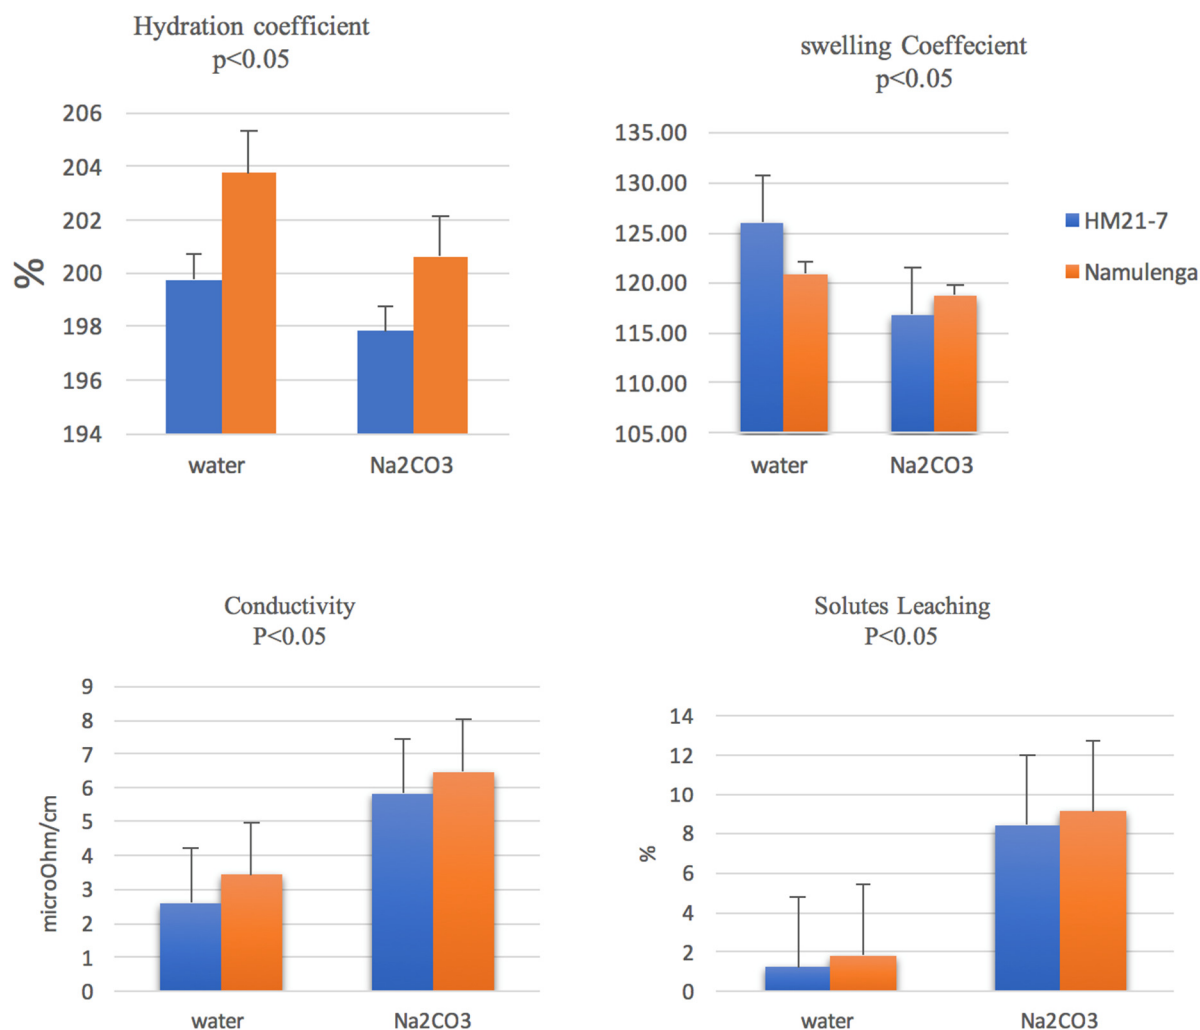 Hydration coefficient
p<0.05
206
204
202
200
198
196
194
%
water Na2CO3
swelling Coeffecient
p<0.05
135.00
130.00
125.00
120.00
115.00
110.00
105.00
water Na2CO3
HM21-7
Namulenga
Conductivity
P<0.05
9
8
7
6
5
4
3
2
1
0
microOhm/cm
water Na2CO3
Solutes Leaching
P<0.05
14
12
10
8
6
4
2
0
%
water Na2CO3